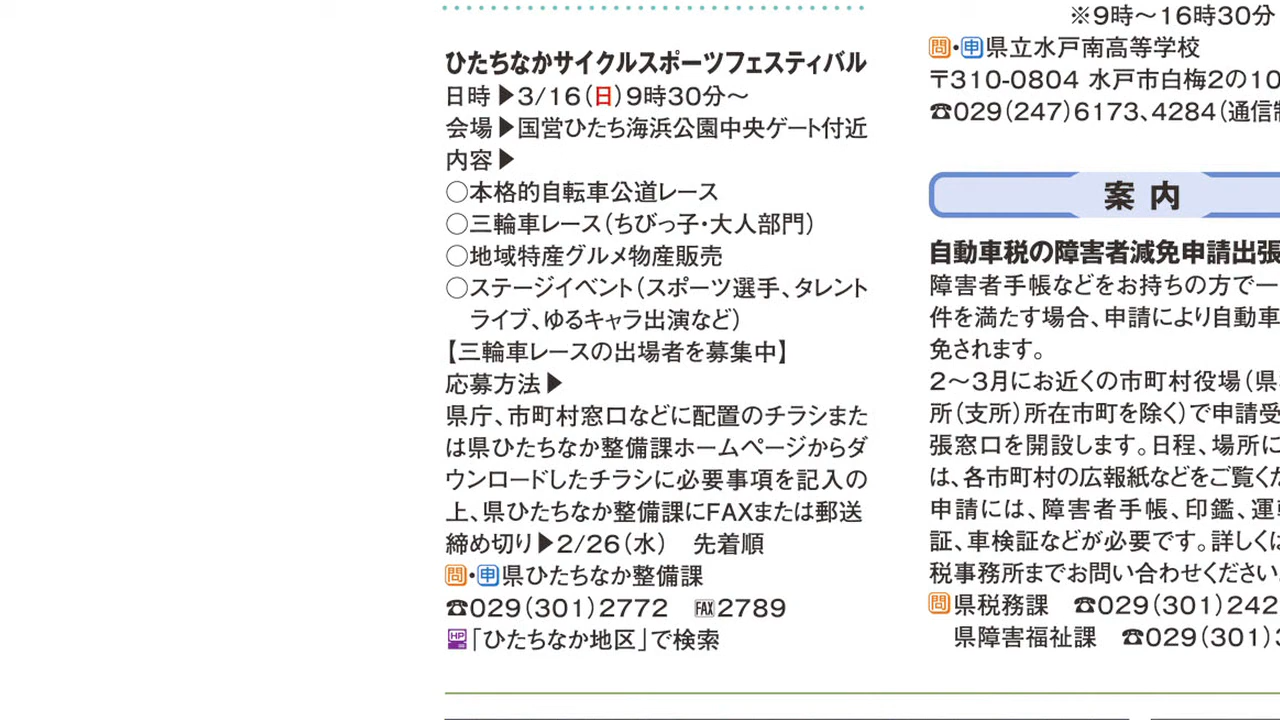 ひたちなかサイクルスポーツフェスティバル
日時▶3/16(日)9時30分～
会場▶国営ひたち海浜公園中央ゲート付近
内容▶
○本格的自転車公道レース
○三輪車レース(ちびっ子・大人部門)
○地域特産グルメ物産販売
○ステージイベント(スポーツ選手、タレント
ライブ、ゆるキャラ出演など)
【三輪車レースの出場者を募集中】
応募方法▶
県庁、市町村窓口などに配置のチラシまた
は県ひたちなか整備課ホームページからダ
ウンロードしたチラシに必要事項を記入の
上、県ひたちなか整備課にFAXまたは郵送
締め切り▶2/26(水) 先着順
問・申県ひたちなか整備課
☎029(301)2772 FAX2789
HP「ひたちなか地区」で検索
※9時～16時30分
問・申県立水戸南高等学校
〒310-0804 水戸市白梅2の10
☎029(247)6173、4284(通信制
案内
自動車税の障害者減免申請出張
障害者手帳などをお持ちの方で一
件を満たす場合、申請により自動車
免されます。
2～3月にお近くの市町村役場(県
所(支所)所在市町を除く)で申請受
張窓口を開設します。日程、場所に
は、各市町村の広報紙などをご覧くだ
申請には、障害者手帳、印鑑、運
証、車検証などが必要です。詳しくは
税事務所までお問い合わせください
問県税務課 ☎029(301)242
県障害福祉課 ☎029(301)3